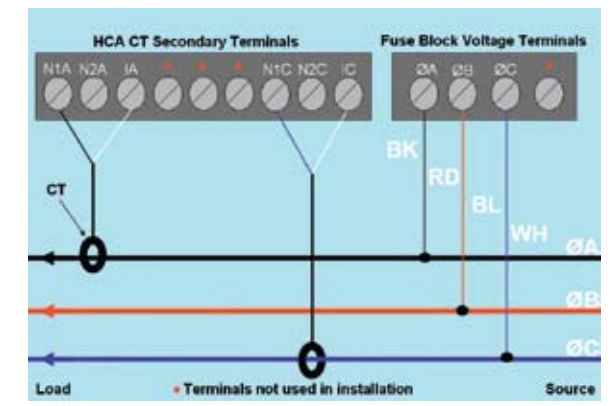 HCA CT Secondary Terminals
Fuse Block Voltage Terminals
N1A N2A IA * * * N1C N2C IC
ØA ØB ØC *
BK
RD
BL
WH
CT
ØA
ØB
ØC
Load
* Terminals not used in installation
Source